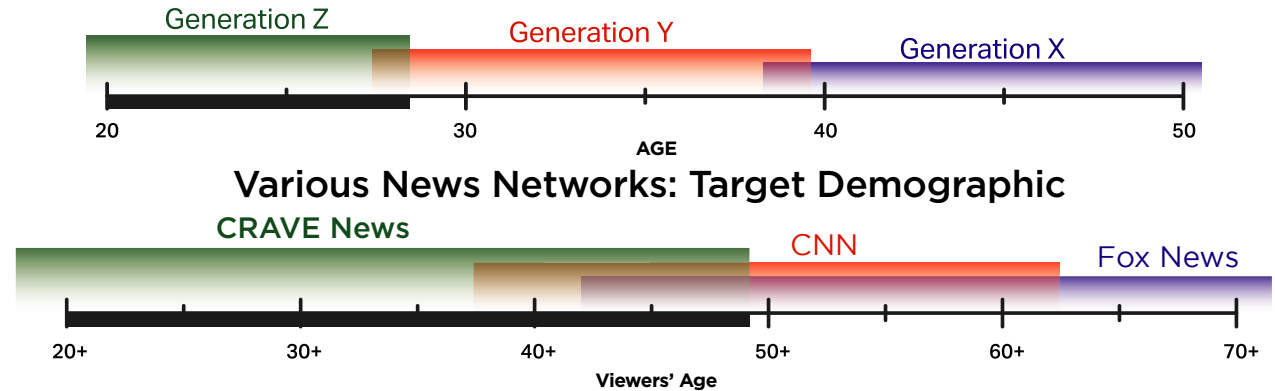 Generation Z
Generation Y
Generation X
20 30 40 50
AGE
Various News Networks: Target Demographic
CRAVE News
CNN
Fox News
20+ 30+ 40+ 50+ 60+ 70+
Viewers' Age